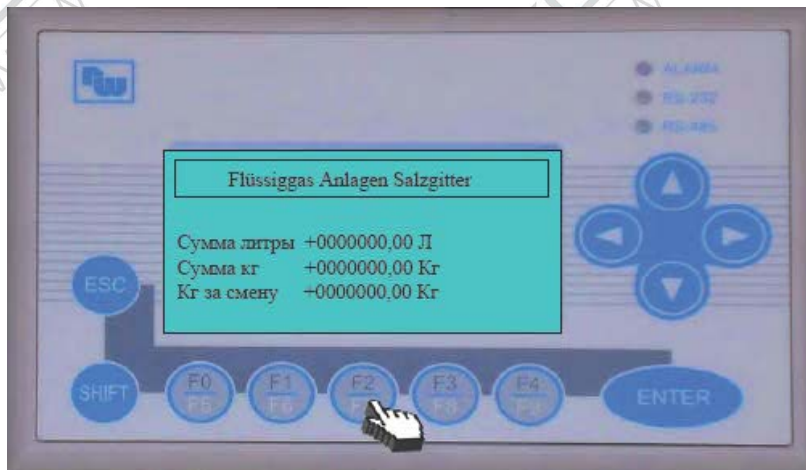 ALARM
RS-232
RS-485
Flüssiggas Anlagen Salzgitter
Сумма литры +0000000,00 Л
Сумма кг +0000000,00 Кг
Кг за смену +0000000,00 Кг
ESC
SHIFT
F0 F1 F2 F3 F4
F5 F6 F8 F9
ENTER